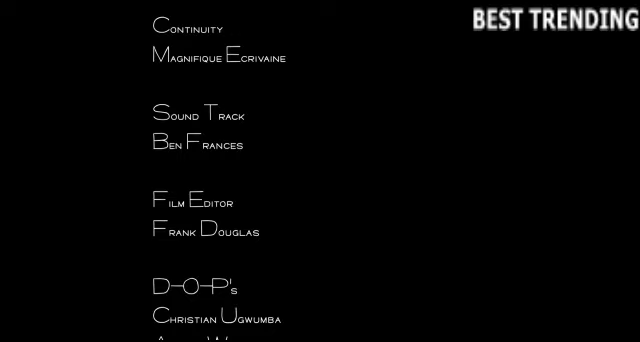 BEST TRENDING
Continuity
Magnifique Ecrivaine
Sound Track
Ben Frances
Film Editor
Frank Douglas
D-O-P's
Christian Ugwumba